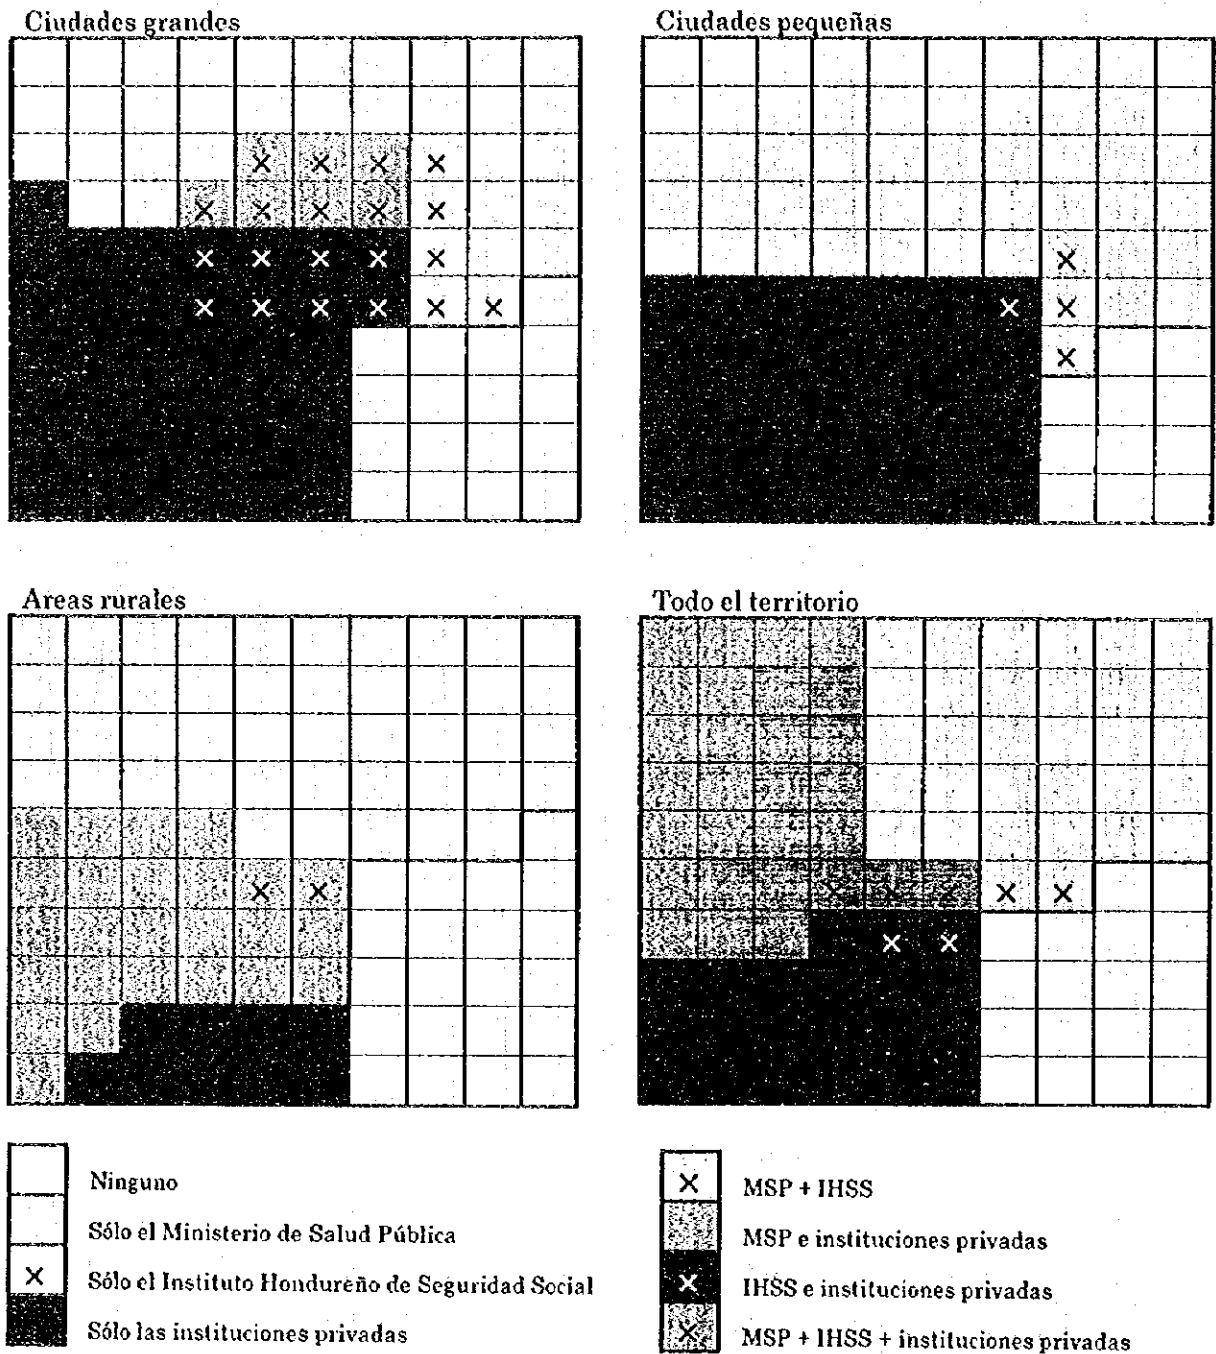 Ciudades grandes
Ciudades pequeñas
Areas rurales
Todo el territorio
Ninguno
Sólo el Ministerio de Salud Pública
Sólo el Instituto Hondureño de Seguridad Social
Sólo las instituciones privadas
MSP + IHSS
MSP e instituciones privadas
IHSS e instituciones privadas
MSP + IHSS + instituciones privadas